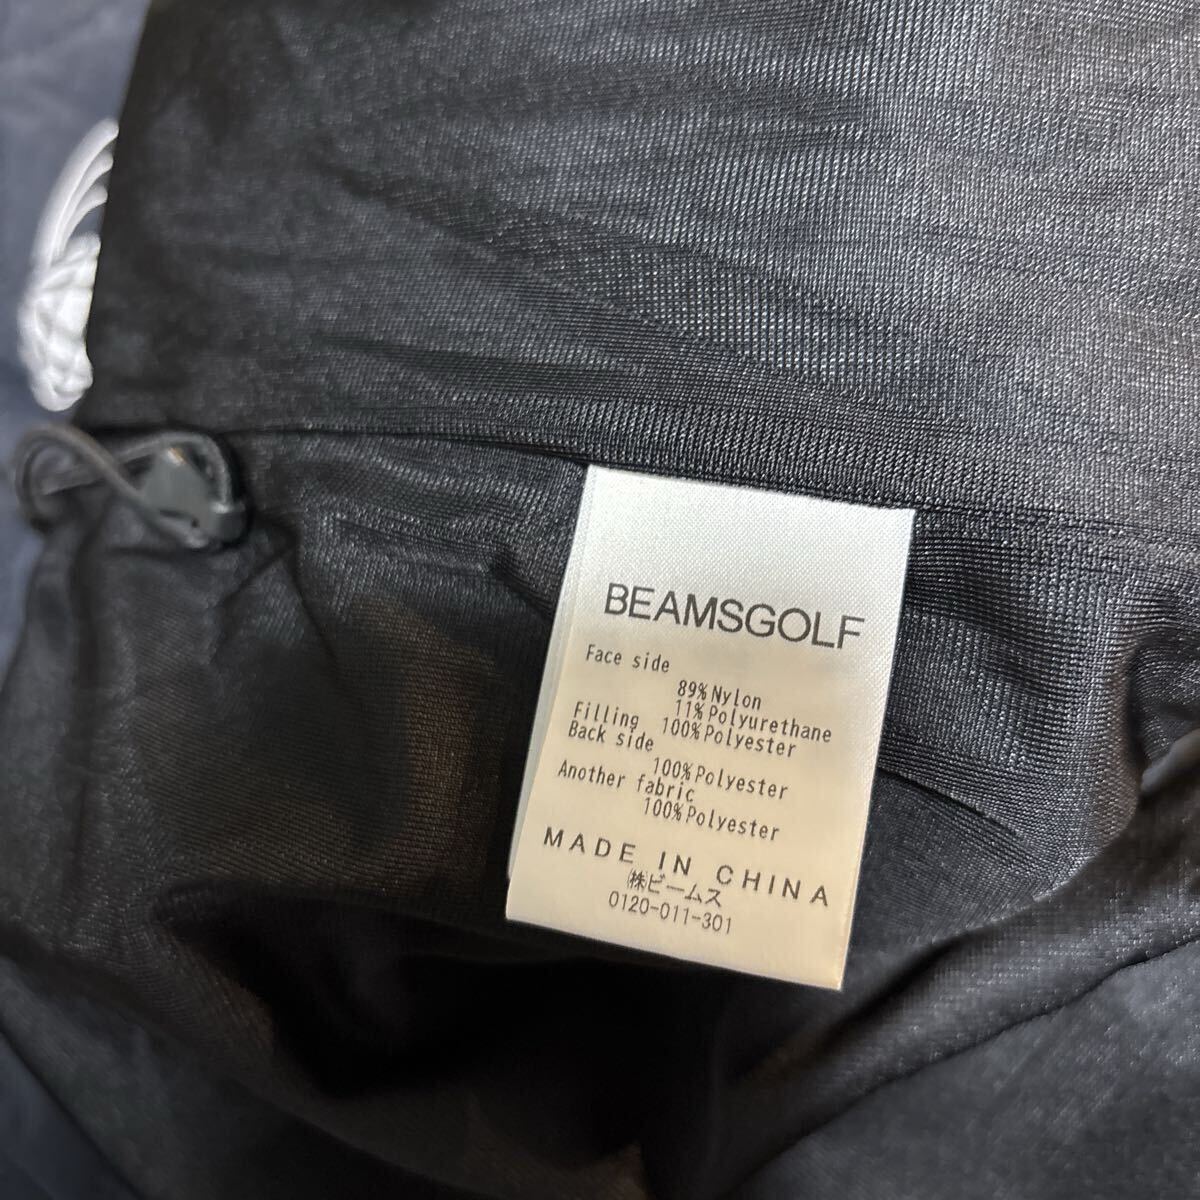 BEAMSGOLF
Face side
89%Nylon
11%Polyurethane
Filling 100%Polyester
Back side
100%Polyester
Another fabric
100%Polyester
MADE IN CHINA
㈱ビームス
0120-011-301